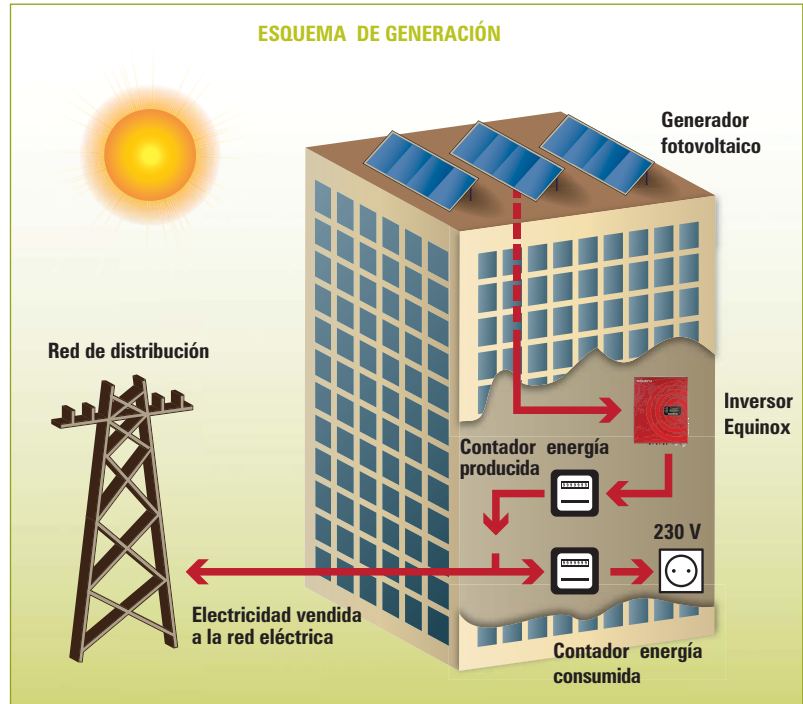 ESQUEMA DE GENERACIÓN
Generador
fotovoltaico
Red de distribución
Inversor
Equinox
Contador energía
producida
230 V
Electricidad vendida
a la red eléctrica
Contador energía
consumida